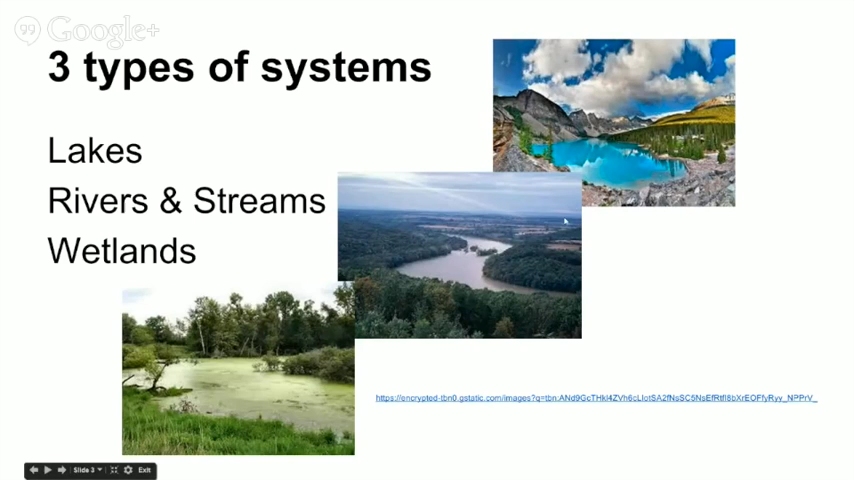 Google+
3 types of systems
Lakes
Rivers & Streams
Wetlands
Slide 3
Exit